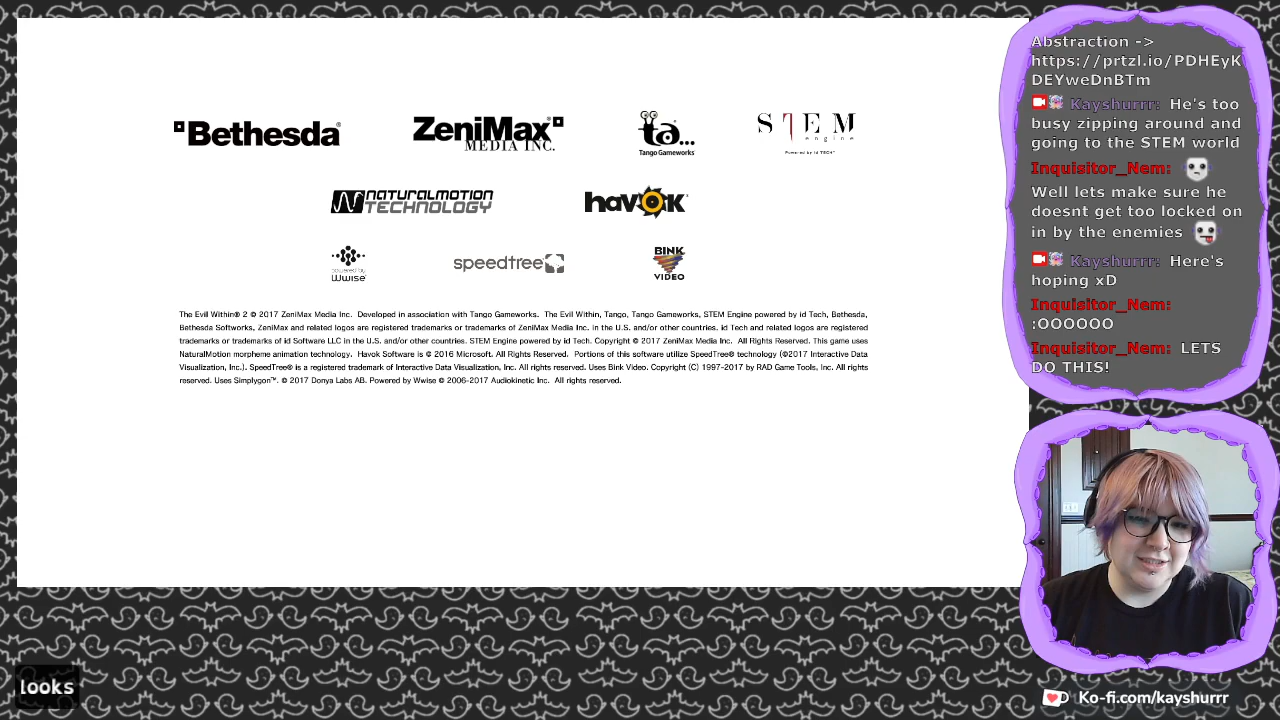 Bethesda®
ZeniMax®
MEDIA INC.
ta...
Tango Gameworks
STEM
engine
Powered by id TECH™
NATURALMOTION
TECHNOLOGY
havok®
powered by
Wwise
speedtree
BINK
VIDEO
The Evil Within® 2 © 2017 ZeniMax Media Inc. Developed in association with Tango Gameworks. The Evil Within, Tango, Tango Gameworks, STEM Engine powered by id Tech, Bethesda,
Bethesda Softworks, ZeniMax and related logos are registered trademarks or trademarks of ZeniMax Media Inc. in the U.S. and/or other countries. id Tech and related logos are registered
trademarks or trademarks of id Software LLC in the U.S. and/or other countries. STEM Engine powered by id Tech. Copyright © 2017 ZeniMax Media Inc. All Rights Reserved. This game uses
NaturalMotion morpheme animation technology. Havok Software is © 2016 Microsoft. All Rights Reserved. Portions of this software utilize SpeedTree® technology (©2017 Interactive Data
Visualization, Inc.). SpeedTree® is a registered trademark of Interactive Data Visualization, Inc. All rights reserved. Uses Bink Video. Copyright (C) 1997-2017 by RAD Game Tools, Inc. All rights
reserved. Uses Simplygon™. © 2017 Donya Labs AB. Powered by Wwise © 2006-2017 Audiokinetic Inc. All rights reserved.
Abstraction ->
https://prtzl.io/PDHEyK
DEYweDnBTm
Kayshurrr: He's too
busy zipping around and
going to the STEM world
Inquisitor_Nem:
Well lets make sure he
doesnt get too locked on
in by the enemies
Kayshurrr: Here's
hoping xD
Inquisitor_Nem:
:OOOOOO
Inquisitor_Nem: LETS
DO THIS!
looks
Ko-fi.com/kayshurrr